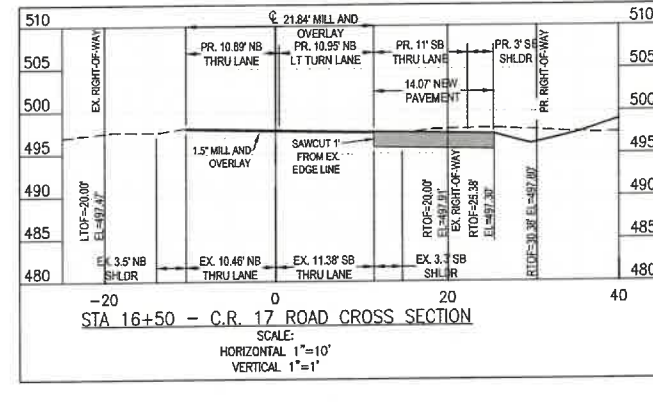 ℄ 21.84' MILL AND
OVERLAY
510
510
PR. 10.89' NB
THRU LANE
PR. 10.95' NB
LT TURN LANE
PR. 11' SB
THRU LANE
PR. 3' SB
SHLDR
EX. RIGHT-OF-WAY
PR. RIGHT-OF-WAY
505
505
14.07' NEW
PAVEMENT
500
500
1.5" MILL AND
OVERLAY
SAWCUT 1'
FROM EX.
EDGE LINE
495
495
490
490
LTOF=20.00'
EL=497.47'
RTOF=20.00'
EL=497.91'
EX. RIGHT-OF-WAY
RTOF=25.38'
EL=497.30'
RTOF=30.38' EL=497.80'
485
485
EX. 3.5' NB
SHLDR
EX. 10.46' NB
THRU LANE
EX. 11.38' SB
THRU LANE
EX. 3.3' SB
SHLDR
480
480
-20
0
20
40
STA 16+50 - C.R. 17 ROAD CROSS SECTION
SCALE:
HORIZONTAL 1"=10'
VERTICAL 1"=1'